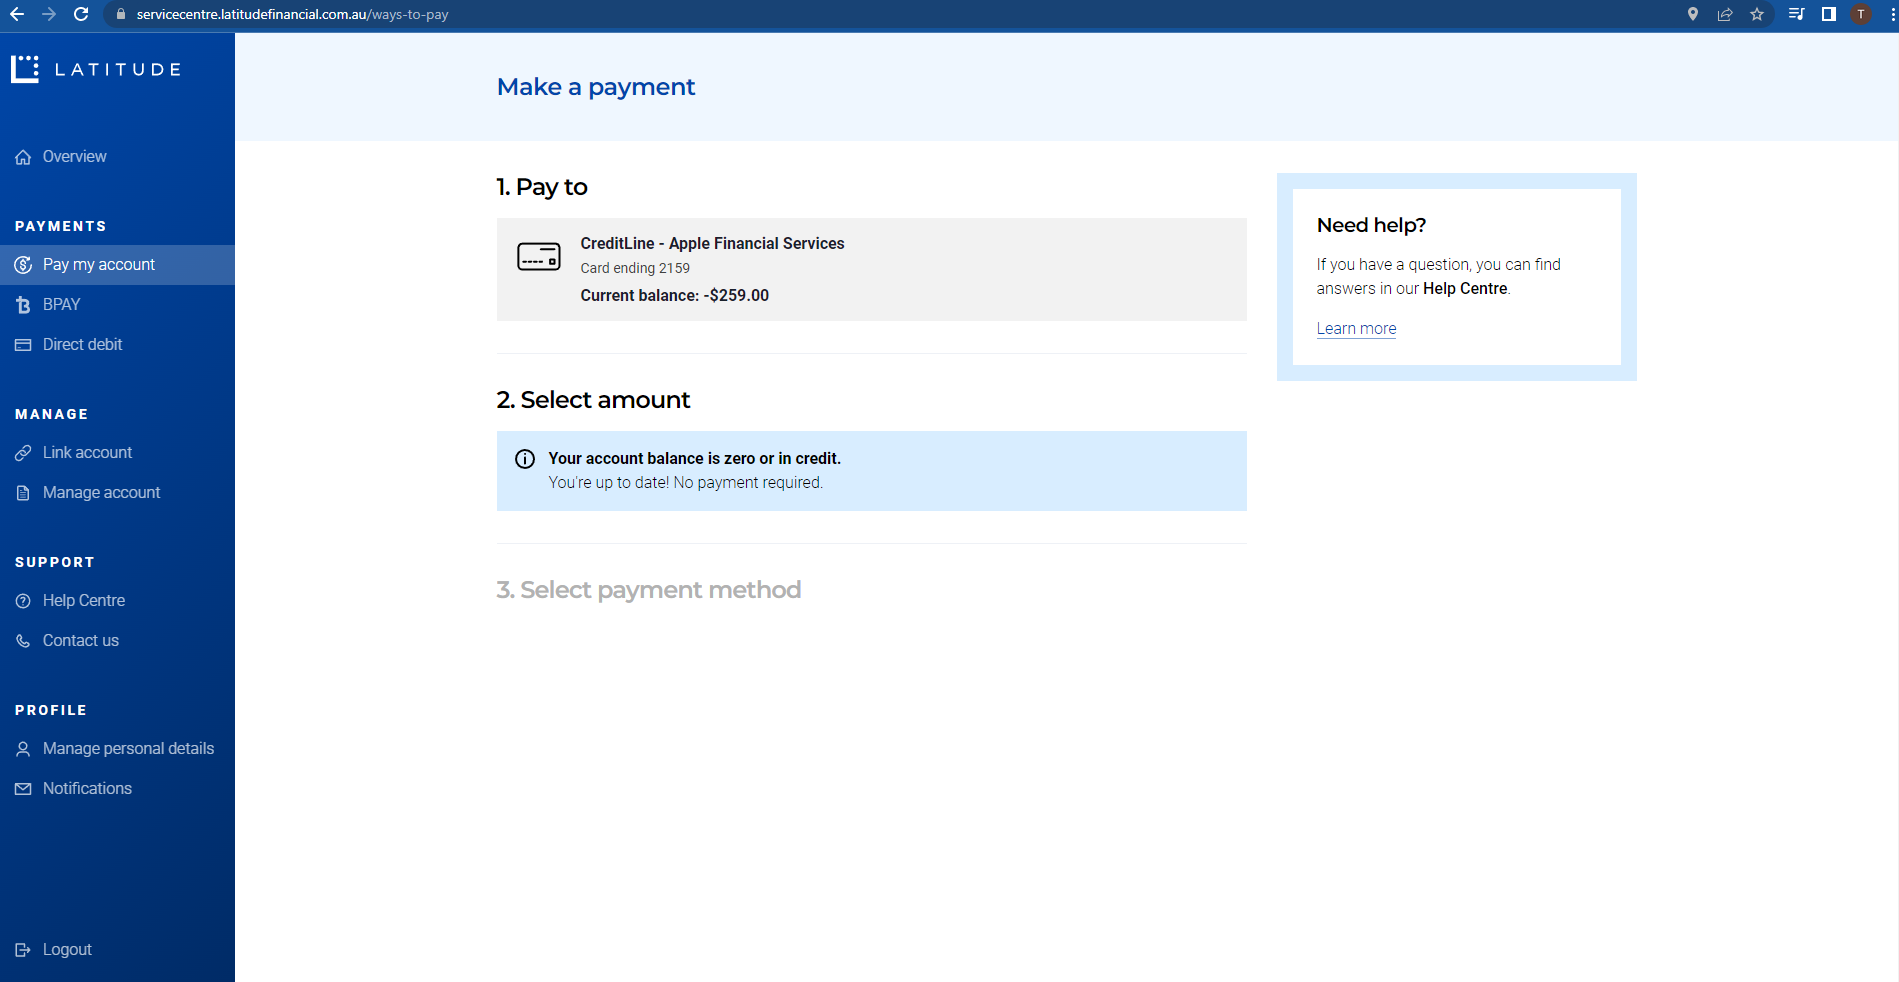 servicecentre.latitudefinancial.com.au/ways-to-pay
T
LATITUDE
Overview
PAYMENTS
Pay my account
BPAY
Direct debit
MANAGE
Link account
Manage account
SUPPORT
Help Centre
Contact us
PROFILE
Manage personal details
Notifications
Logout
Make a payment
1. Pay to
CreditLine - Apple Financial Services
Card ending 2159
Current balance: -$259.00
2. Select amount
Your account balance is zero or in credit.
You're up to date! No payment required.
3. Select payment method
Need help?
If you have a question, you can find
answers in our Help Centre.
Learn more